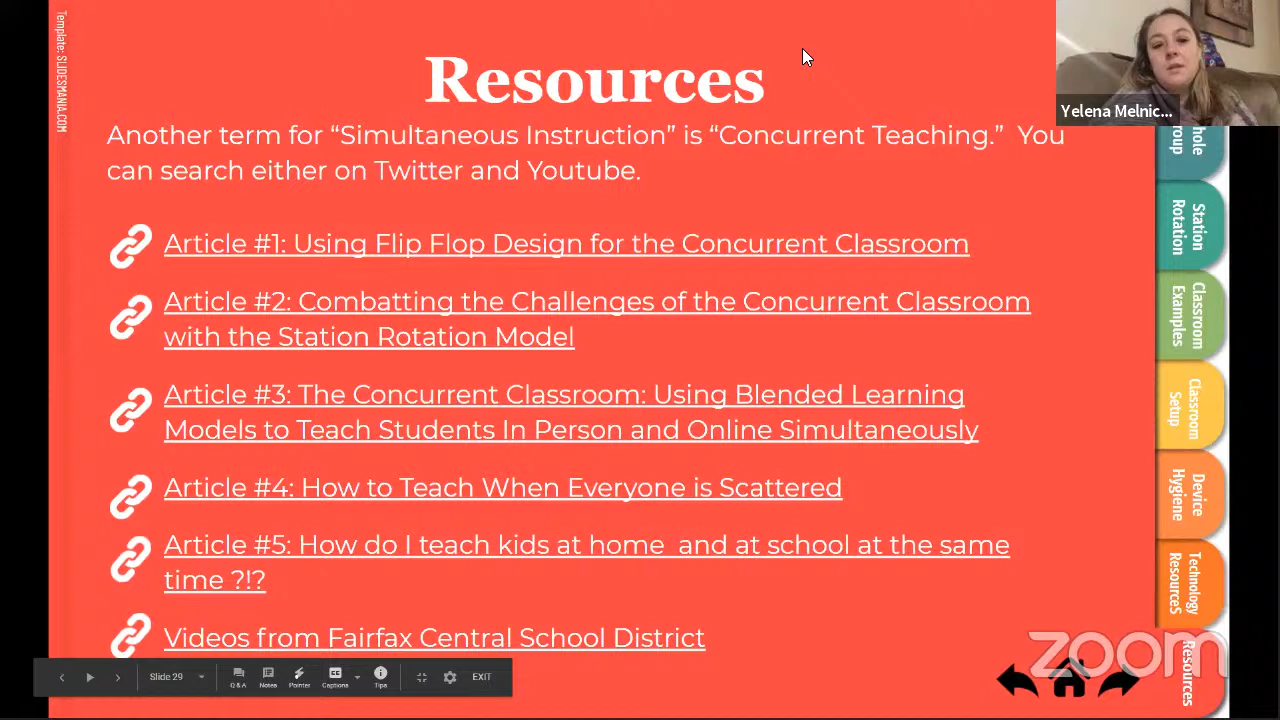 Template: SLIDESMANIA.COM
Resources
Yelena Melnic...
Another term for “Simultaneous Instruction” is “Concurrent Teaching.” You
can search either on Twitter and Youtube.
Article #1: Using Flip Flop Design for the Concurrent Classroom
Article #2: Combatting the Challenges of the Concurrent Classroom
with the Station Rotation Model
Article #3: The Concurrent Classroom: Using Blended Learning
Models to Teach Students In Person and Online Simultaneously
Article #4: How to Teach When Everyone is Scattered
Article #5: How do I teach kids at home and at school at the same
time ?!?
Videos from Fairfax Central School District
hole
roup
Station
Rotation
Classroom
Examples
Classroom
Setup
Device
Hygiene
Technology
ResourceS
Resources
Slide 29
Q & A
Notes
Pointer
CC
Captions
Tips
EXIT
zoom